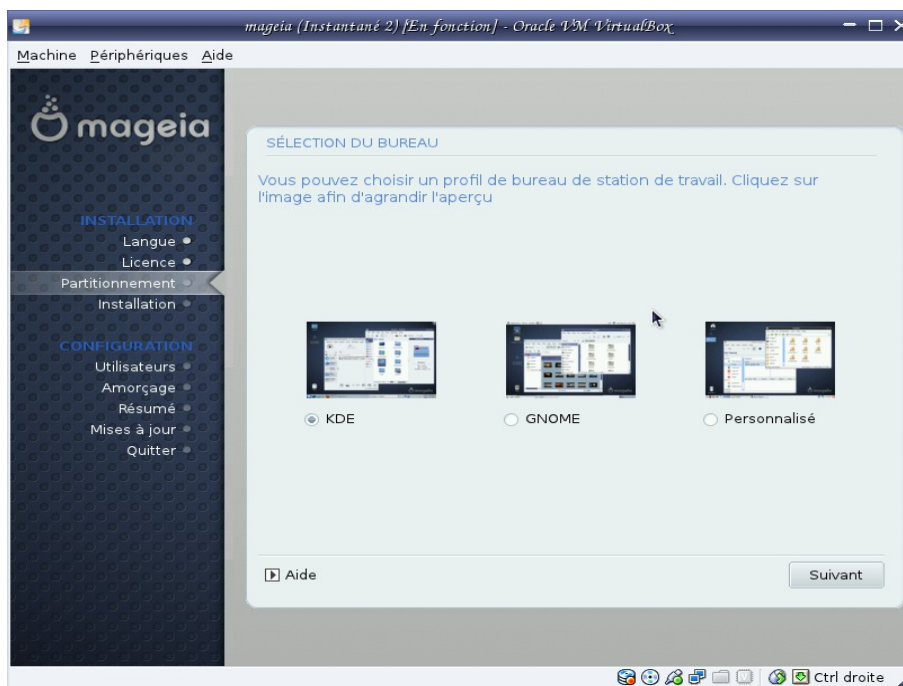 mageia (Instantané 2) [En fonction] - Oracle VM VirtualBox
Machine Périphériques Aide
mageia
INSTALLATION
Langue
Licence
Partitionnement
Installation
CONFIGURATION
Utilisateurs
Amorçage
Résumé
Mises à jour
Quitter
SÉLECTION DU BUREAU
Vous pouvez choisir un profil de bureau de station de travail. Cliquez sur
l'image afin d'agrandir l'aperçu
KDE
GNOME
Personnalisé
Aide
Suivant
Ctrl droite